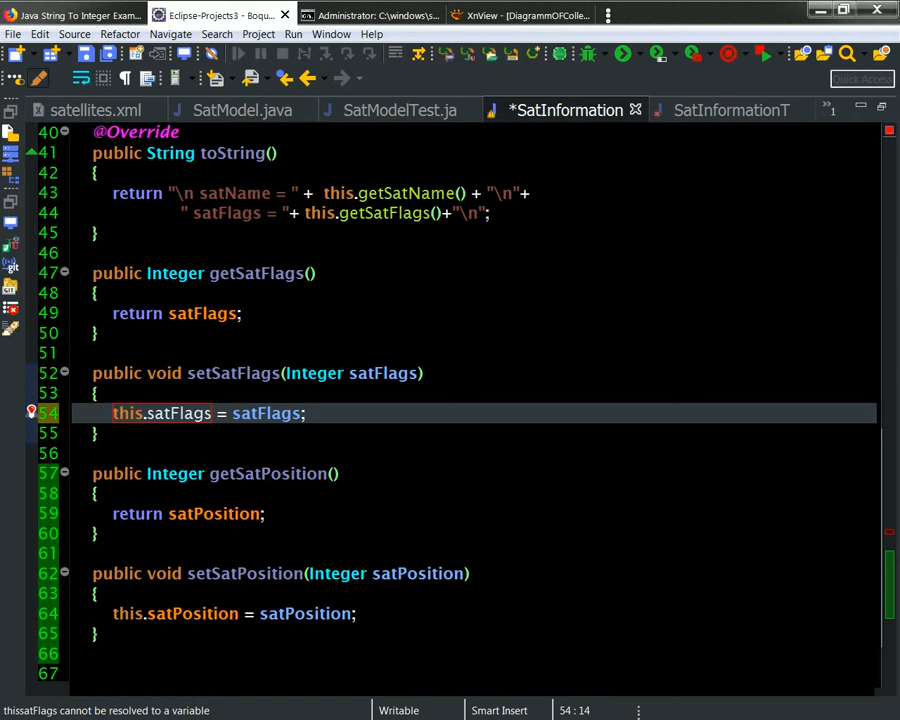 Java String To Integer Exam... Eclipse-Projects3 - Boqu... Administrator: C:\windows\s... XnView - [DiagrammOfColle...
File Edit Source Refactor Navigate Search Project Run Window Help
Quick Access
satellites.xml SatModel.java SatModelTest.ja *SatInformation SatInformationT »1
40 @Override
41 public String toString()
42 {
43 return "\n satName = " + this.getSatName() + "\n"+
44 " satFlags = "+ this.getSatFlags()+"\n";
45 }
46
47 public Integer getSatFlags()
48 {
49 return satFlags;
50 }
51
52 public void setSatFlags(Integer satFlags)
53 {
54 this.satFlags = satFlags;
55 }
56
57 public Integer getSatPosition()
58 {
59 return satPosition;
60 }
61
62 public void setSatPosition(Integer satPosition)
63 {
64 this.satPosition = satPosition;
65 }
66
67
thissatFlags cannot be resolved to a variable Writable Smart Insert 54 : 14